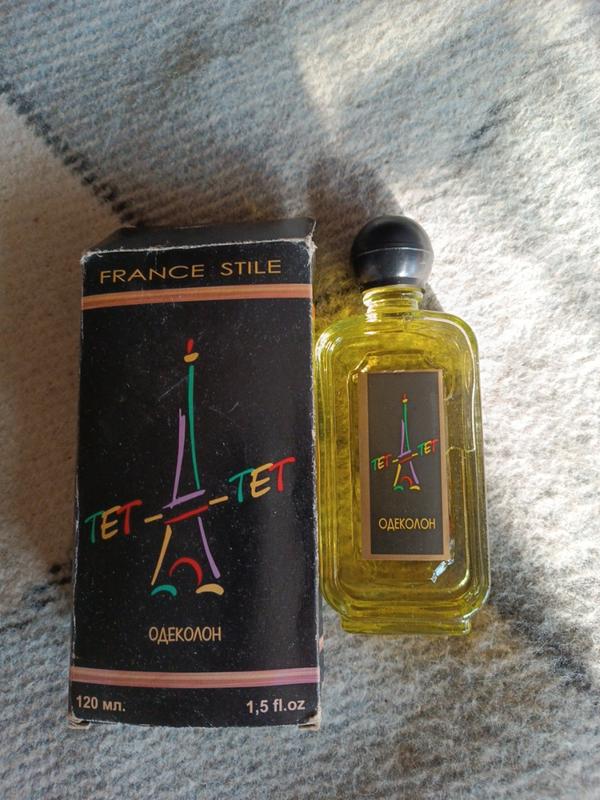 FRANCE STILE
ТЕТ-А-ТЕТ
ОДЕКОЛОН
120 мл.
1,5 fl.oz
ТЕТ-А-ТЕТ
ОДЕКОЛОН